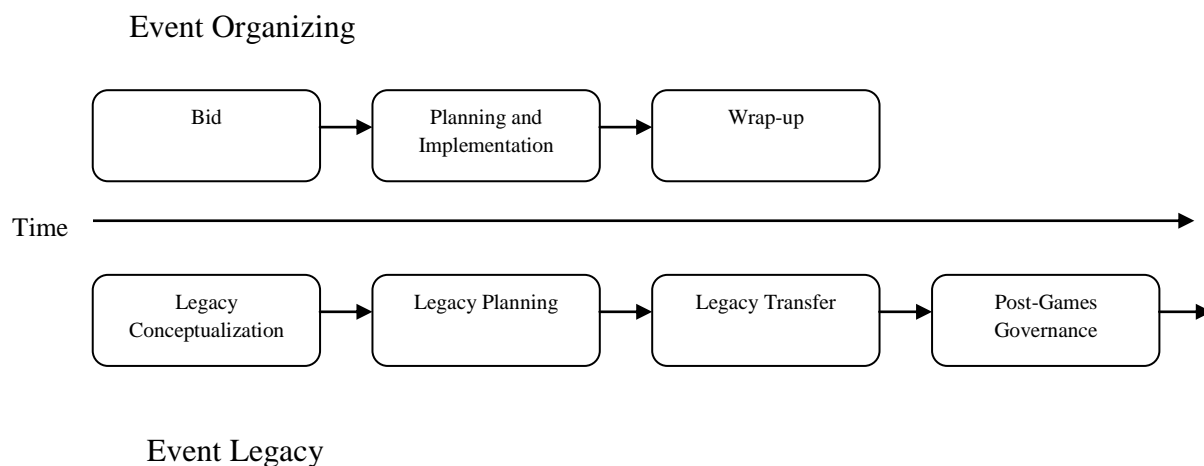 Event Organizing
Bid
Planning and
Implementation
Wrap-up
Time
Legacy
Conceptualization
Legacy Planning
Legacy Transfer
Post-Games
Governance
Event Legacy